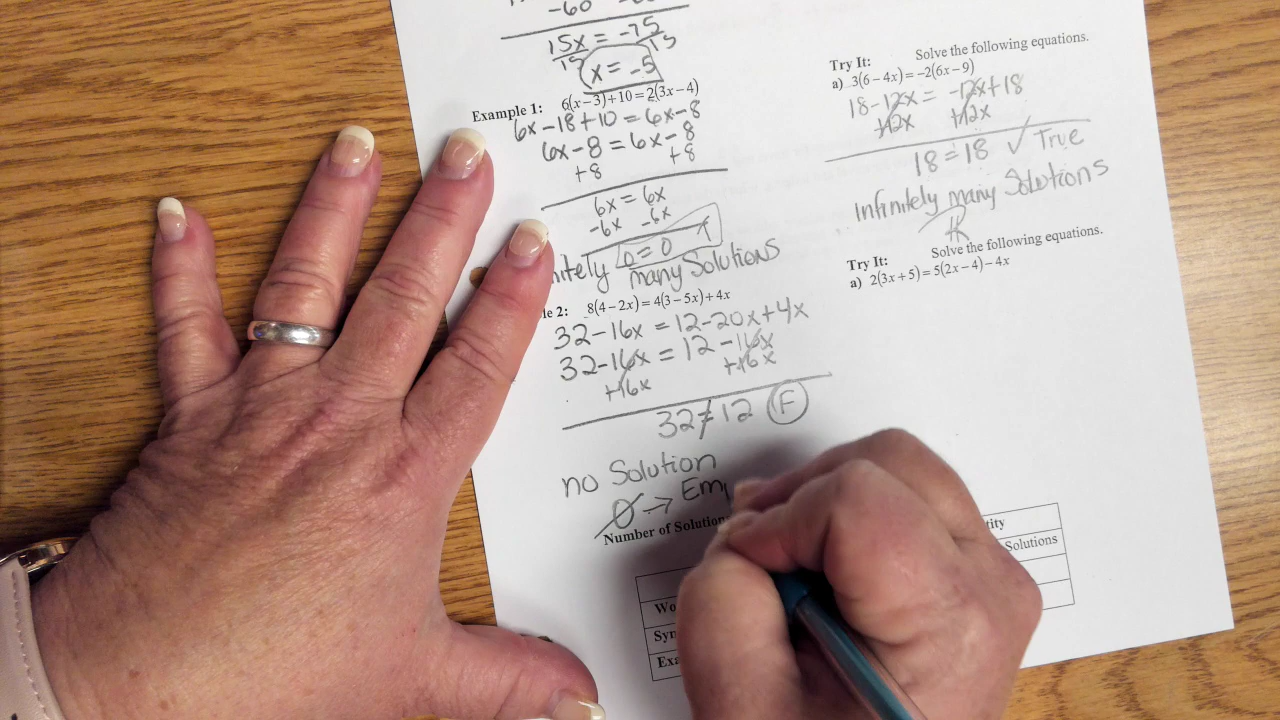 -60
15x = -75
15 15
x = -5
Example 1: 6(x−3)+10=2(3x−4)
6x-18+10 = 6x-8
6x-8 = 6x-8
+8 +8
6x = 6x
-6x -6x
0=0
nitely many Solutions
le 2: 8(4−2x)=4(3−5x)+4x
32-16x = 12-20x+4x
32-16x = 12-16x
+16x +16x
32≠12 F
no Solution
∅ → Em
Number of Solution
Wo
Syn
Exa
tity
Solutions
Try It: Solve the following equations.
a) 3(6−4x)=−2(6x−9)
18-12x = -12x+18
+12x +12x
18=18 ✓ True
Infinitely many Solutions
ℝ
Try It: Solve the following equations.
a) 2(3x+5)=5(2x−4)−4x